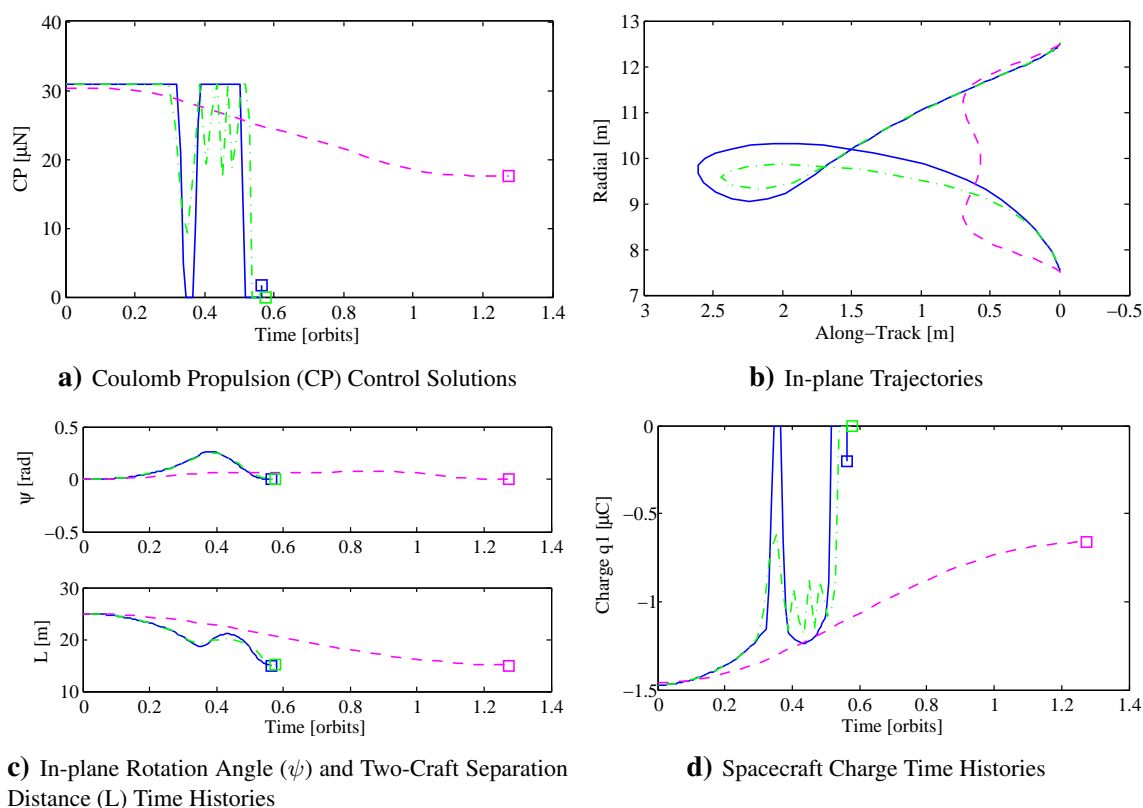 40
30
20
10
0
CP [μN]
0 0.2 0.4 0.6 0.8 1 1.2 1.4
Time [orbits]
a) Coulomb Propulsion (CP) Control Solutions
13
12
11
10
9
8
7
Radial [m]
3 2.5 2 1.5 1 0.5 0 −0.5
Along−Track [m]
b) In-plane Trajectories
0.5
0
−0.5
ψ [rad]
0 0.2 0.4 0.6 0.8 1 1.2 1.4
30
20
10
L [m]
0 0.2 0.4 0.6 0.8 1 1.2 1.4
Time [orbits]
c) In-plane Rotation Angle (ψ) and Two-Craft Separation
Distance (L) Time Histories
0
−0.5
−1
−1.5
Charge q1 [μC]
0 0.2 0.4 0.6 0.8 1 1.2 1.4
Time [orbits]
d) Spacecraft Charge Time Histories